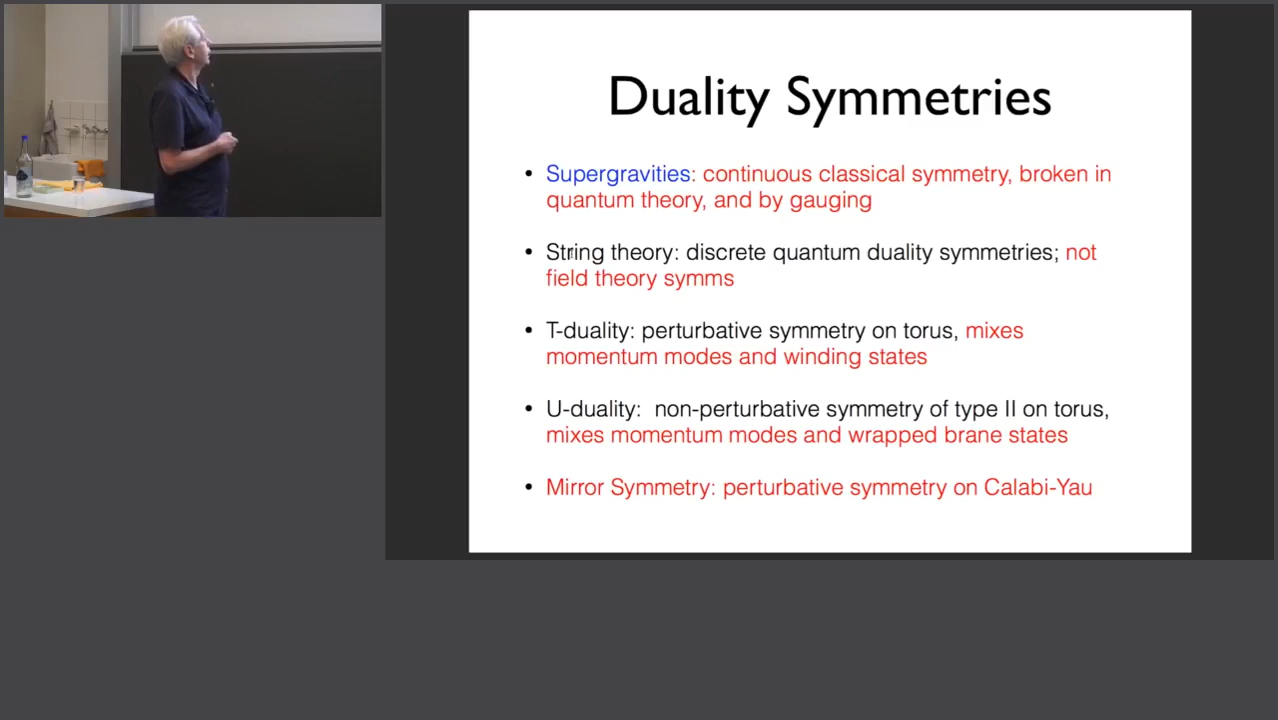 Duality Symmetries
• Supergravities: continuous classical symmetry, broken in
quantum theory, and by gauging
• String theory: discrete quantum duality symmetries; not
field theory symms
• T-duality: perturbative symmetry on torus, mixes
momentum modes and winding states
• U-duality:  non-perturbative symmetry of type II on torus,
mixes momentum modes and wrapped brane states
• Mirror Symmetry: perturbative symmetry on Calabi-Yau